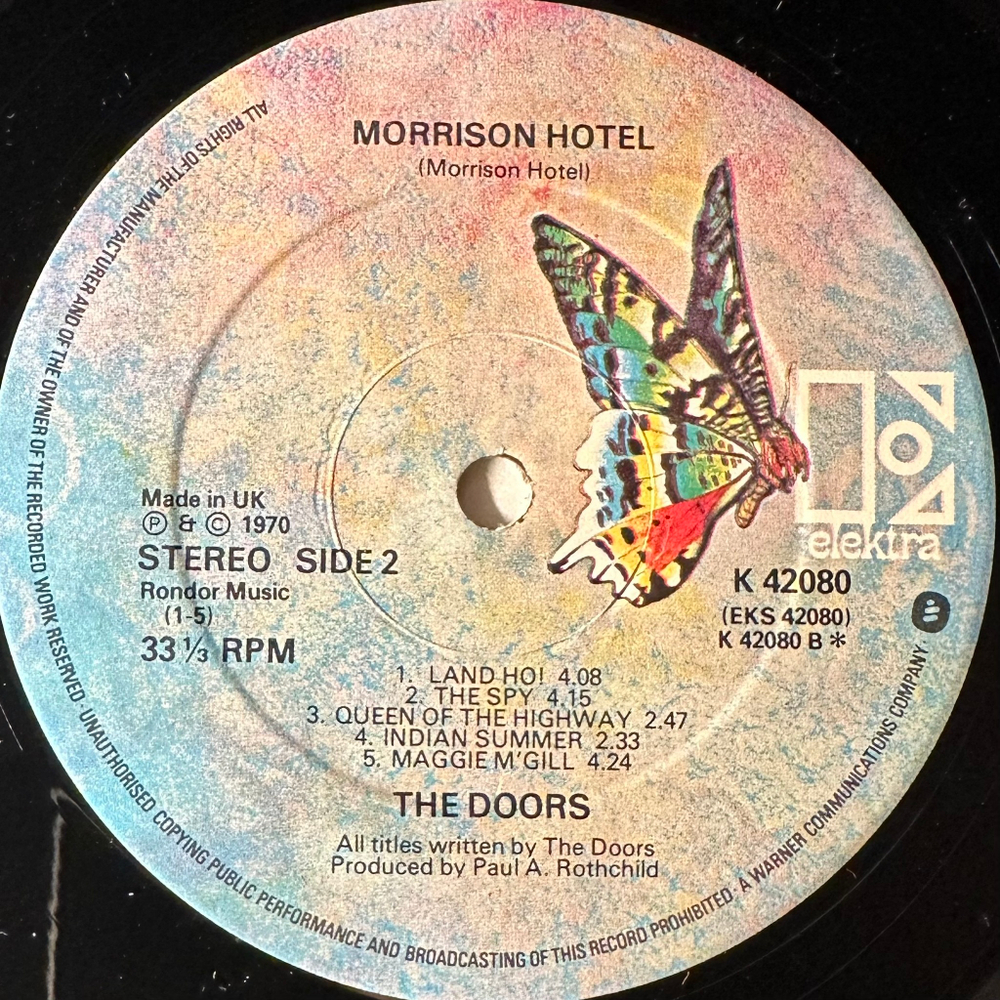 MORRISON HOTEL
(Morrison Hotel)
elektra
Made in UK
Ⓟ & © 1970
STEREO SIDE 2
Rondor Music
(1-5)
33 ⅓ RPM
K 42080
(EKS 42080)
K 42080 B *
1. LAND HO! 4.08
2. THE SPY 4.15
3. QUEEN OF THE HIGHWAY 2.47
4. INDIAN SUMMER 2.33
5. MAGGIE M'GILL 4.24
THE DOORS
All titles written by The Doors
Produced by Paul A. Rothchild
ALL RIGHTS OF THE MANUFACTURER AND OF THE OWNER OF THE RECORDED WORK RESERVED · UNAUTHORISED COPYING PUBLIC PERFORMANCE AND BROADCASTING OF THIS RECORD PROHIBITED · A WARNER COMMUNICATIONS COMPANY